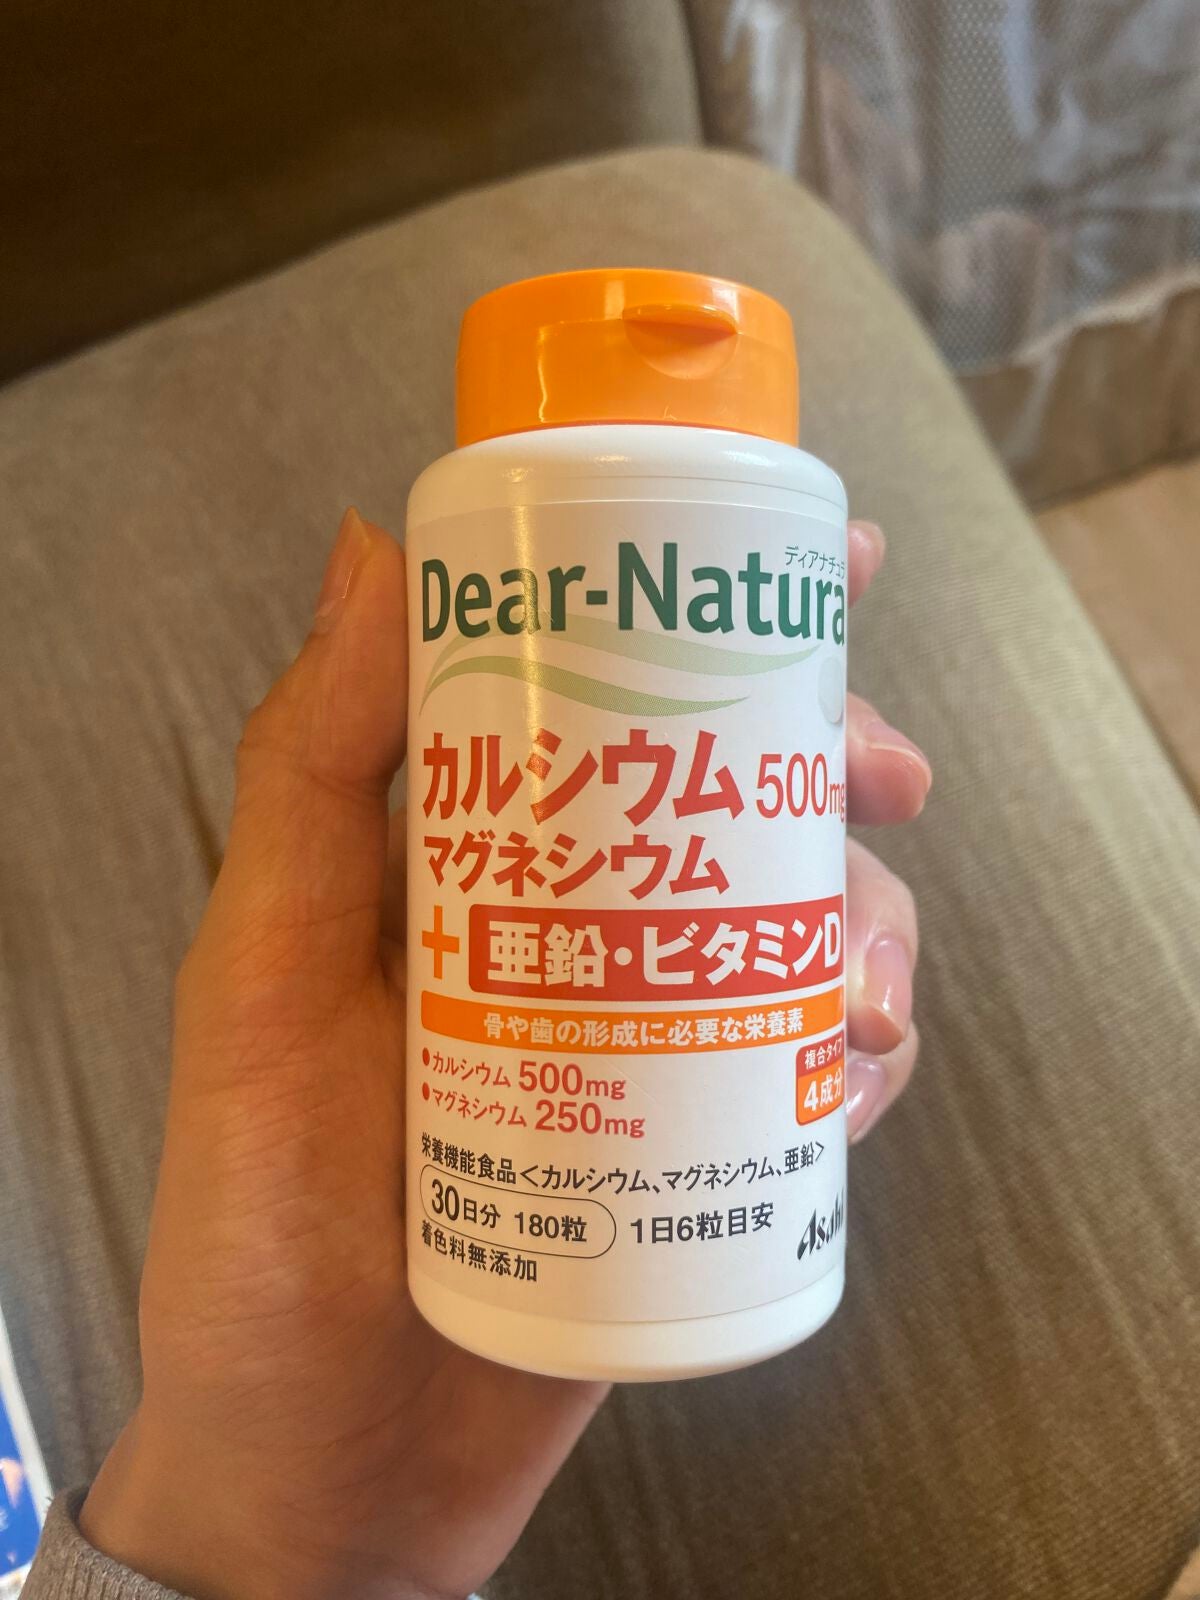 ディアナチュラ
Dear-Natura
カルシウム 500mg
マグネシウム
+ 亜鉛・ビタミンD
骨や歯の形成に必要な栄養素
複合タイプ
4成分
●カルシウム 500mg
●マグネシウム 250mg
栄養機能食品<カルシウム、マグネシウム、亜鉛>
30日分 180粒 1日6粒目安
着色料無添加
Asahi